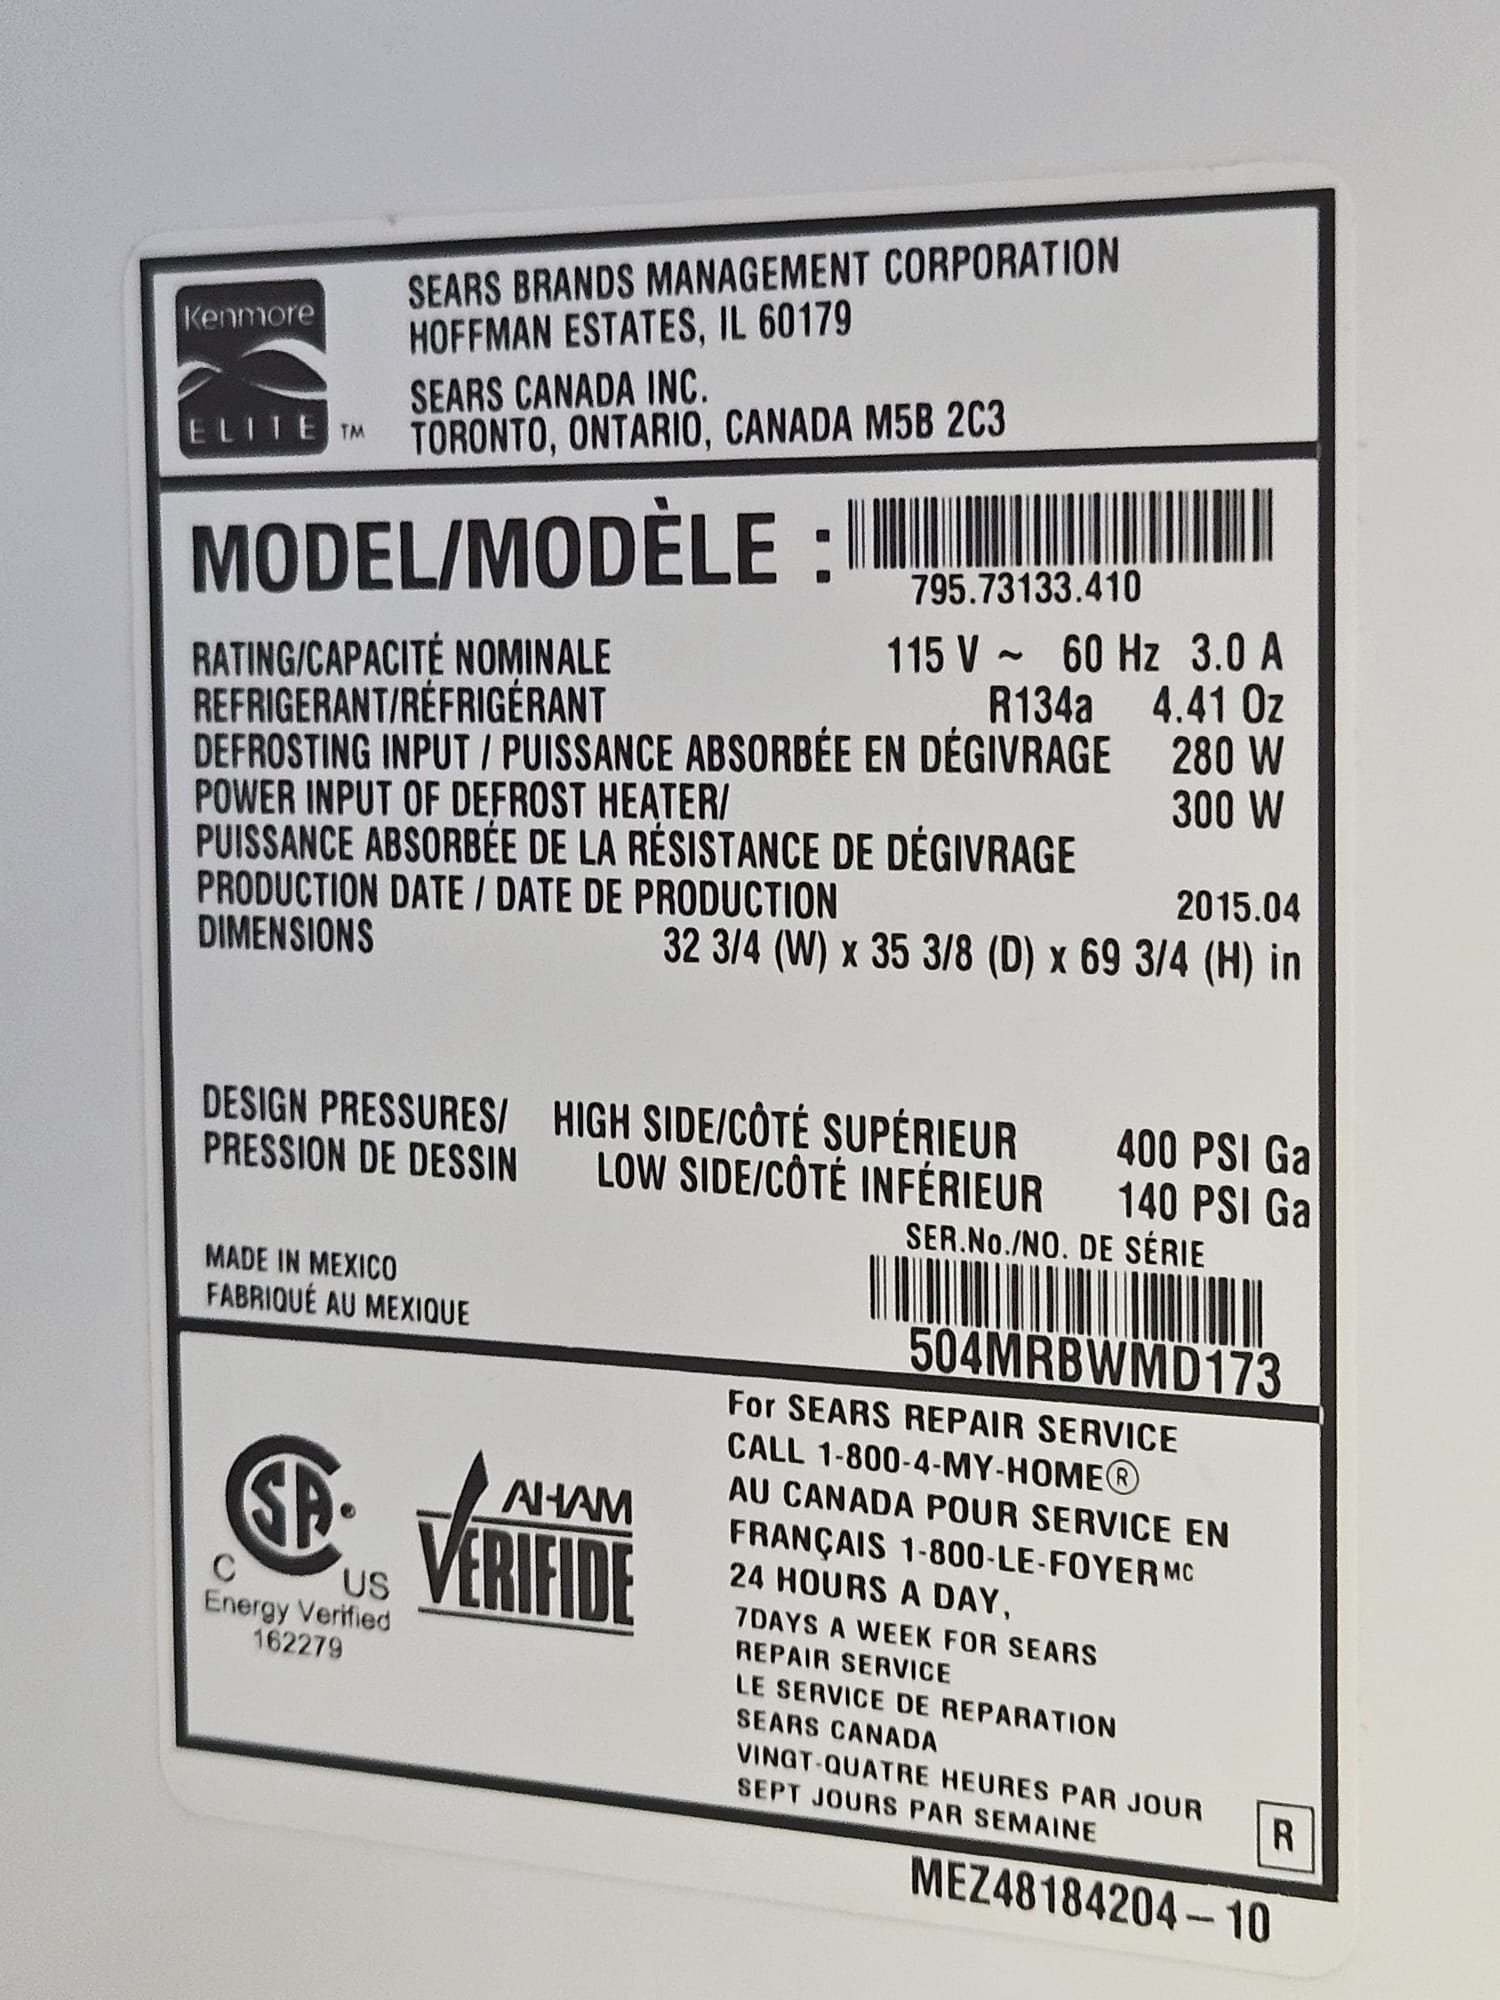 Kenmore
ELITE ™
SEARS BRANDS MANAGEMENT CORPORATION
HOFFMAN ESTATES, IL 60179
SEARS CANADA INC.
TORONTO, ONTARIO, CANADA M5B 2C3
MODEL/MODÈLE :
795.73133.410
RATING/CAPACITÉ NOMINALE 115 V ~ 60 Hz 3.0 A
REFRIGERANT/RÉFRIGÉRANT R134a 4.41 Oz
DEFROSTING INPUT / PUISSANCE ABSORBÉE EN DÉGIVRAGE 280 W
POWER INPUT OF DEFROST HEATER/ 300 W
PUISSANCE ABSORBÉE DE LA RÉSISTANCE DE DÉGIVRAGE
PRODUCTION DATE / DATE DE PRODUCTION 2015.04
DIMENSIONS 32 3/4 (W) x 35 3/8 (D) x 69 3/4 (H) in
DESIGN PRESSURES/ HIGH SIDE/CÔTÉ SUPÉRIEUR 400 PSI Ga
PRESSION DE DESSIN LOW SIDE/CÔTÉ INFÉRIEUR 140 PSI Ga
SER.No./NO. DE SÉRIE
MADE IN MEXICO
FABRIQUÉ AU MEXIQUE
504MRBWMD173
SA
C US
Energy Verified
162279
AHAM
VERIFIDE
For SEARS REPAIR SERVICE
CALL 1-800-4-MY-HOME®
AU CANADA POUR SERVICE EN
FRANÇAIS 1-800-LE-FOYER MC
24 HOURS A DAY,
7DAYS A WEEK FOR SEARS
REPAIR SERVICE
LE SERVICE DE REPARATION
SEARS CANADA
VINGT-QUATRE HEURES PAR JOUR
SEPT JOURS PAR SEMAINE
R
MEZ48184204-10